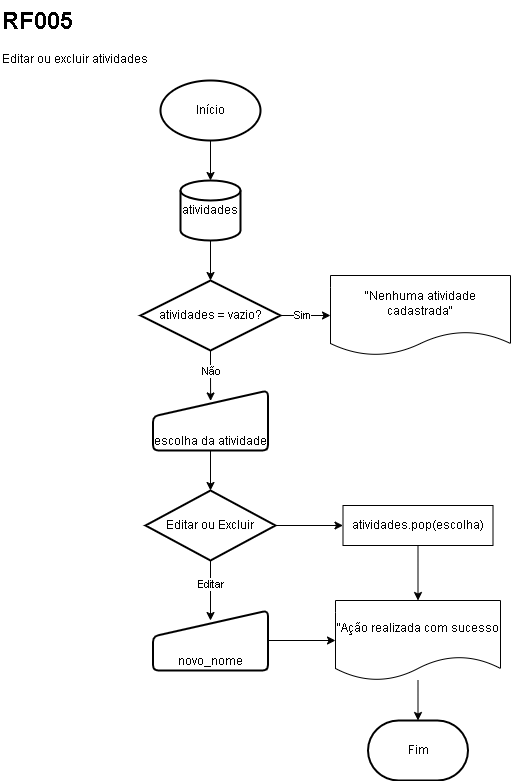 RF005
Editar ou excluir atividades
Início
atividades
atividades = vazio?
Sim
"Nenhuma atividade
cadastrada"
Não
escolha da atividade
Editar ou Excluir
atividades.pop(escolha)
Editar
"Ação realizada com sucesso
novo_nome
Fim